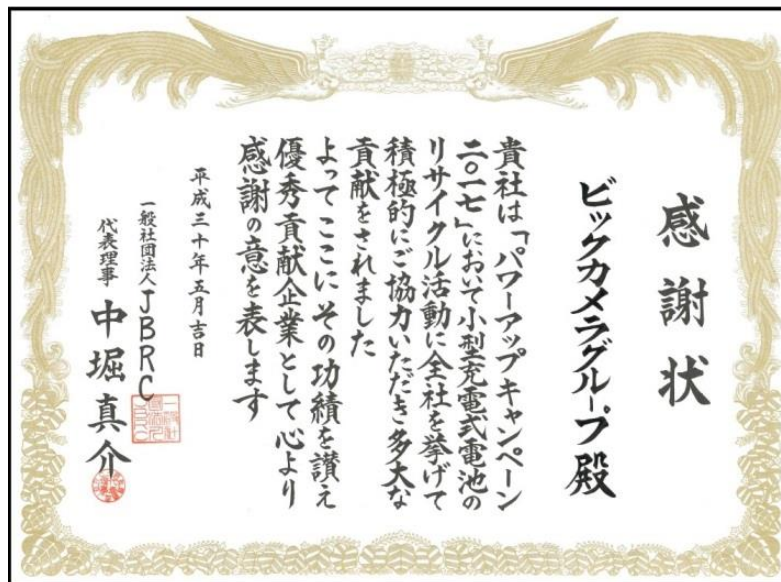 感謝状
ビックカメラグループ殿
貴社は「パワーアップキャンペーン
二〇一七」において小型充電式電池の
リサイクル活動に全社を挙げて
積極的にご協力いただき多大な
貢献をされました
よってここにその功績を讃え
優秀貢献企業として心より
感謝の意を表します
平成三十年五月吉日
一般社団法人JBRC
代表理事 中堀真介